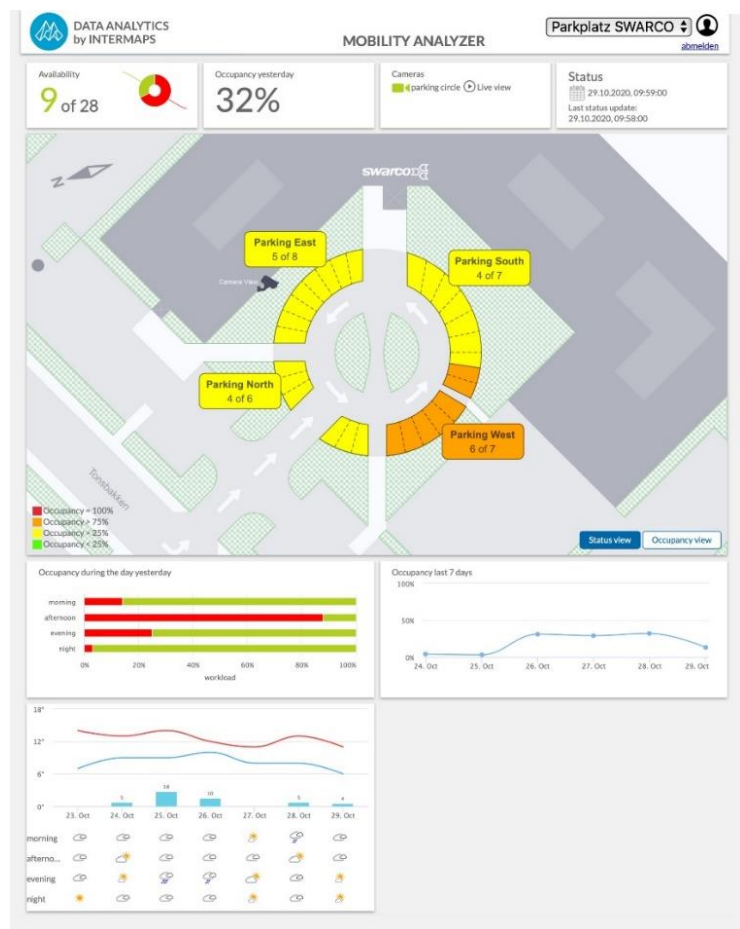 DATA ANALYTICS
by INTERMAPS
MOBILITY ANALYZER
Parkplatz SWARCO
abmelden
Availability
9 of 28
Occupancy yesterday
32%
Cameras
parking circle Live view
Status
29.10.2020, 09:59:00
Last status update:
29.10.2020, 09:58:00
N
swarco
Parking East
5 of 8
Parking South
4 of 7
Camera View
Parking North
4 of 6
Parking West
6 of 7
Tonsbakken
Occupancy = 100%
Occupancy > 75%
Occupancy > 25%
Occupancy < 25%
Status view
Occupancy view
Occupancy during the day yesterday
morning
afternoon
evening
night
0% 20% 40% 60% 80% 100%
workload
Occupancy last 7 days
100%
50%
0%
24. Oct 25. Oct 26. Oct 27. Oct 28. Oct 29. Oct
18°
12°
6°
0°
5 10 5 4
23. Oct 24. Oct 25. Oct 26. Oct 27. Oct 28. Oct 29. Oct
morning
afterno...
evening
night